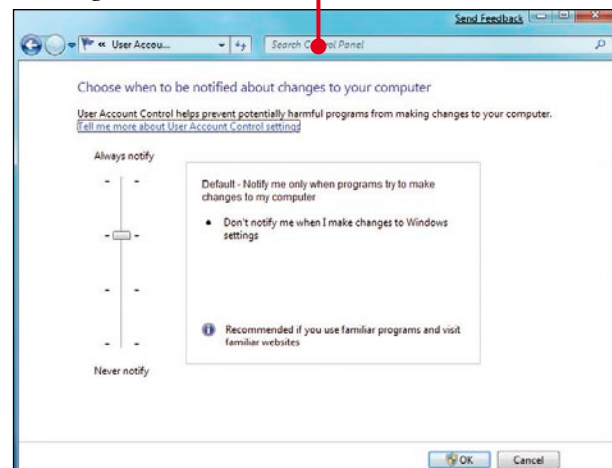 Send Feedback
« User Accou...
Search Control Panel
Choose when to be notified about changes to your computer
User Account Control helps prevent potentially harmful programs from making changes to your computer.
Tell me more about User Account Control settings
Always notify
Default - Notify me only when programs try to make
changes to my computer
• Don't notify me when I make changes to Windows
settings
Recommended if you use familiar programs and visit
familiar websites
Never notify
OK Cancel